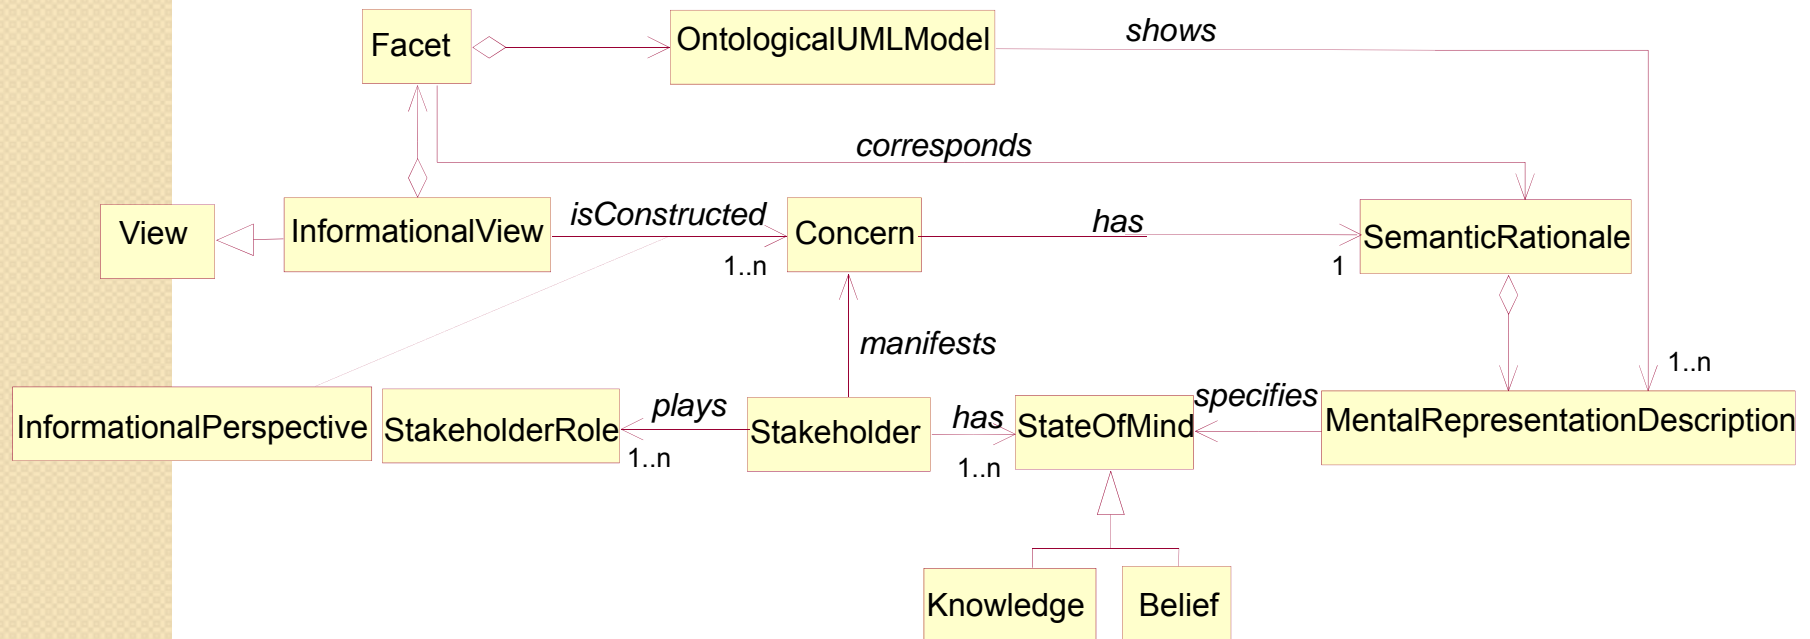 Facet
OntologicalUMLModel
shows
corresponds
View
InformationalView
isConstructed
1..n
Concern
has
1
SemanticRationale
manifests
1..n
InformationalPerspective
StakeholderRole
plays
1..n
Stakeholder
has
1..n
StateOfMind
specifies
MentalRepresentationDescription
Knowledge
Belief